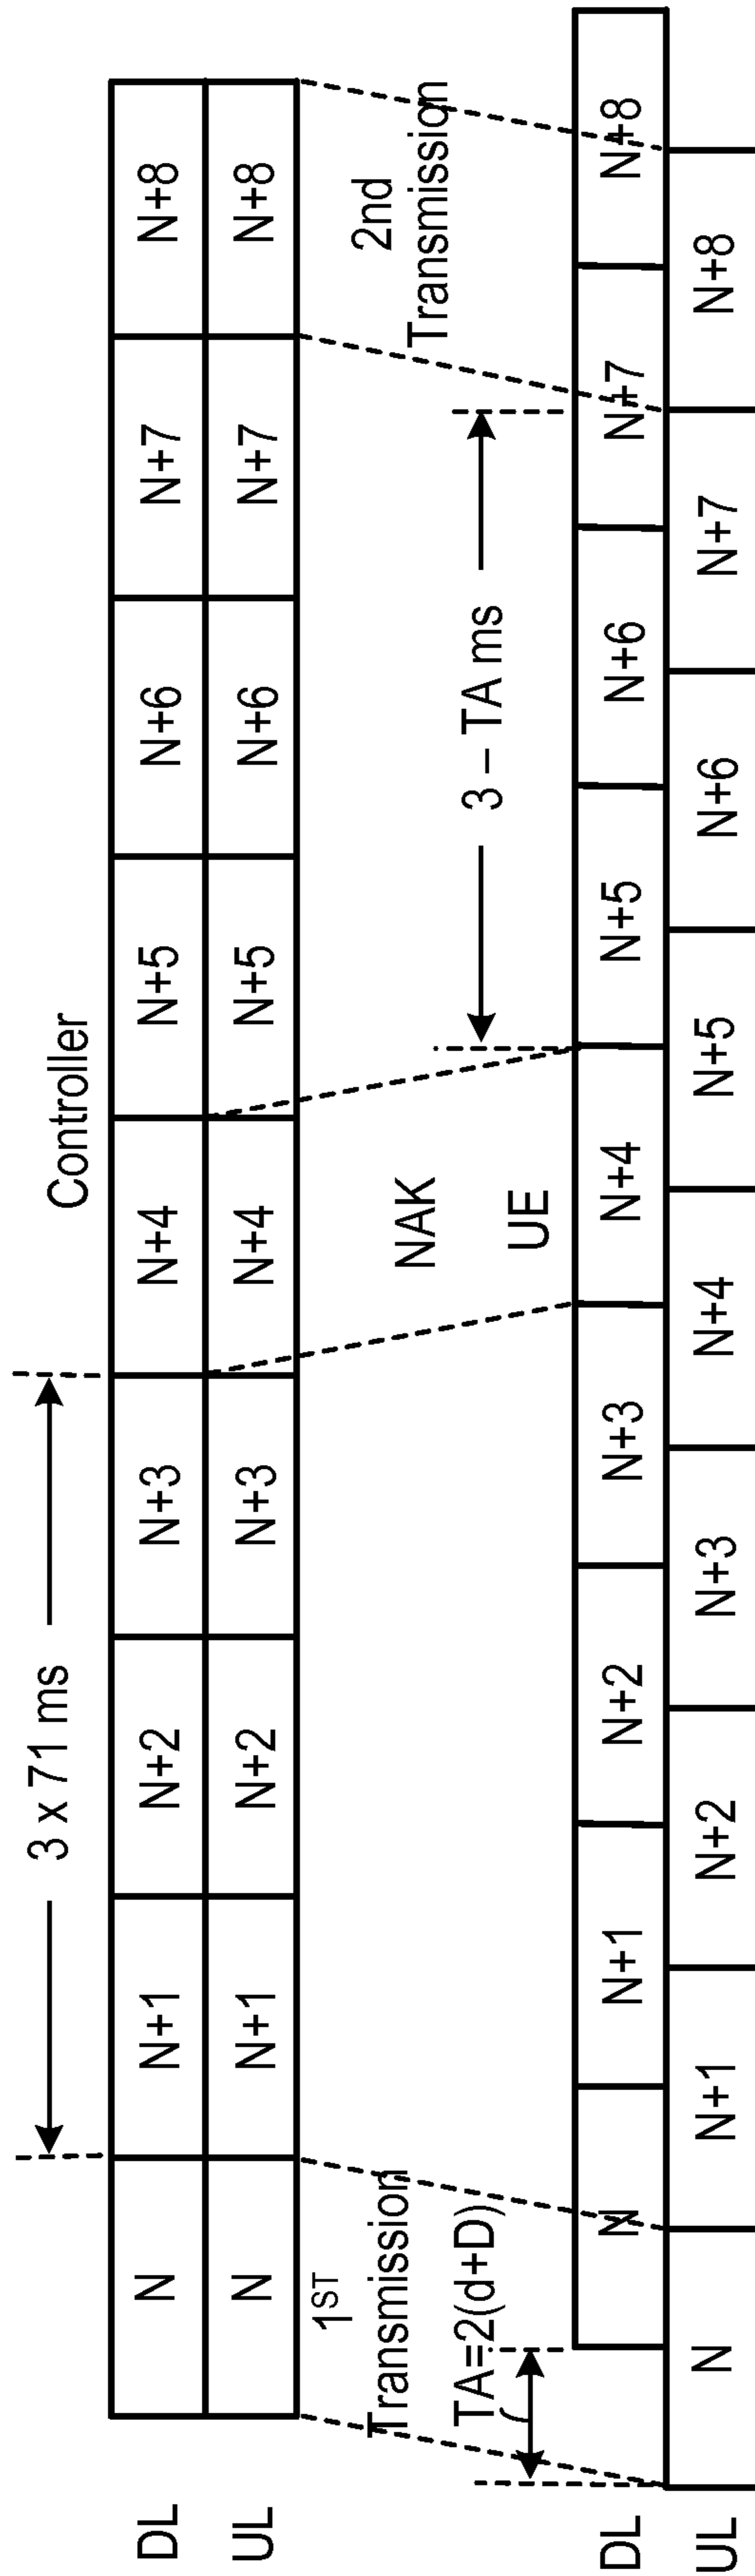 3 x 71 ms
Controller
DL N N+1 N+2 N+3 N+4 N+5 N+6 N+7 N+8
UL N N+1 N+2 N+3 N+4 N+5 N+6 N+7 N+8
1ST
Transmission
NAK
2nd
Transmission
TA=2(d+D)
UE
3 – TA ms
DL N N+1 N+2 N+3 N+4 N+5 N+6 N+7 N+8
UL N N+1 N+2 N+3 N+4 N+5 N+6 N+7 N+8